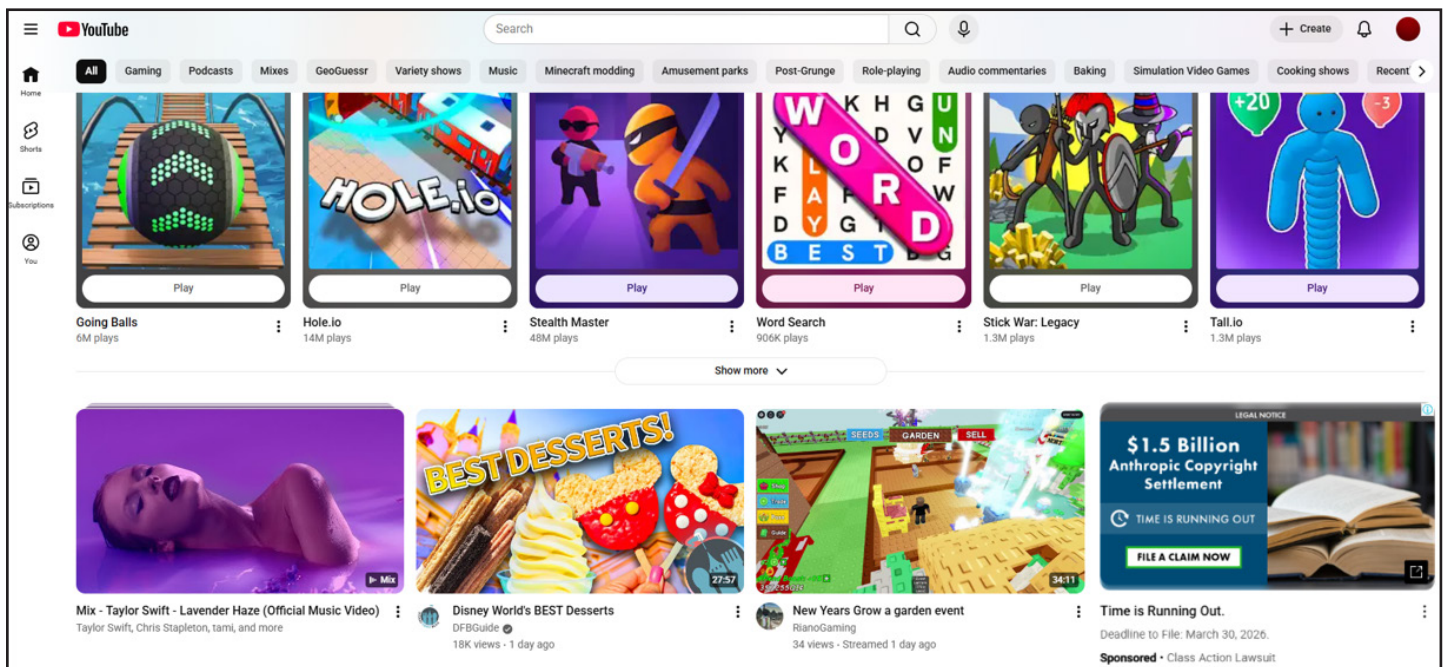 YouTube
Search
Create
All Gaming Podcasts Mixes GeoGuessr Variety shows Music Minecraft modding Amusement parks Post-Grunge Role-playing Audio commentaries Baking Simulation Video Games Cooking shows Recent
Home
Shorts
Subscriptions
You
HOLE.io
WORD
PLAY
BEST
+20
-3
Play Play Play Play Play Play
Going Balls
6M plays
Hole.io
14M plays
Stealth Master
48M plays
Word Search
906K plays
Stick War: Legacy
1.3M plays
Tall.io
1.3M plays
Show more
Mix
Mix - Taylor Swift - Lavender Haze (Official Music Video)
Taylor Swift, Chris Stapleton, tami, and more
BEST DESSERTS!
27:57
Disney World's BEST Desserts
DFBGuide
18K views · 1 day ago
SEEDS GARDEN SELL
Shop
Guide
34:11
New Years Grow a garden event
RianoGaming
34 views · Streamed 1 day ago
LEGAL NOTICE
$1.5 Billion
Anthropic Copyright
Settlement
TIME IS RUNNING OUT
FILE A CLAIM NOW
Time is Running Out.
Deadline to File: March 30, 2026.
Sponsored · Class Action Lawsuit